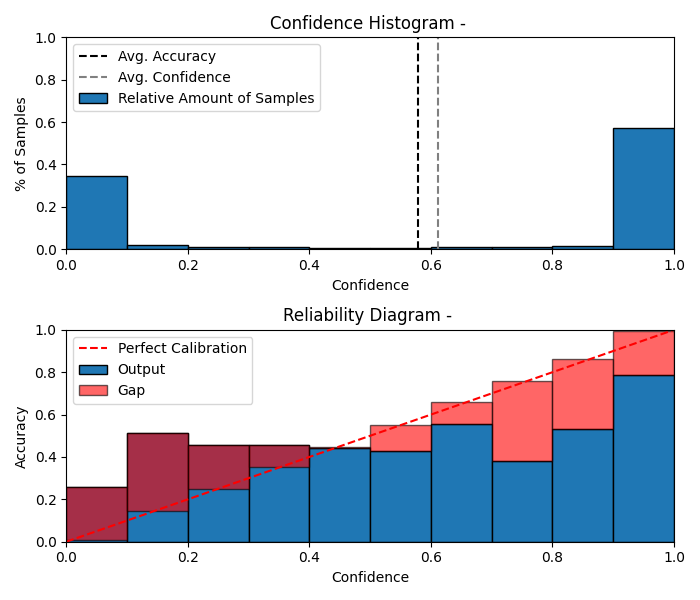 Confidence Histogram -
1.0
0.8
0.6
0.4
0.2
0.0
% of Samples
Avg. Accuracy
Avg. Confidence
Relative Amount of Samples
0.0 0.2 0.4 0.6 0.8 1.0
Confidence
Reliability Diagram -
1.0
0.8
0.6
0.4
0.2
0.0
Accuracy
Perfect Calibration
Output
Gap
0.0 0.2 0.4 0.6 0.8 1.0
Confidence